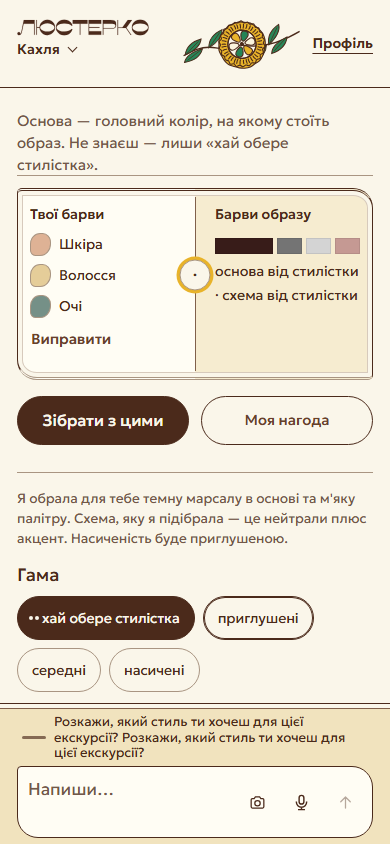 ЛЮСТЕРКО
Кахля
Профіль
Основа — головний колір, на якому стоїть
образ. Не знаєш — лиши «хай обере
стилістка».
Твої барви
Шкіра
Волосся
Очі
Виправити
Барви образу
основа від стилістки
· схема від стилістки
Зібрати з цими
Моя нагода
Я обрала для тебе темну марсалу в основі та м'яку
палітру. Схема, яку я підібрала — це нейтрали плюс
акцент. Насиченість буде приглушеною.
Гама
•• хай обере стилістка
приглушені
середні
насичені
Розкажи, який стиль ти хочеш для цієї
екскурсії? Розкажи, який стиль ти хочеш для
цієї екскурсії?
Напиши...